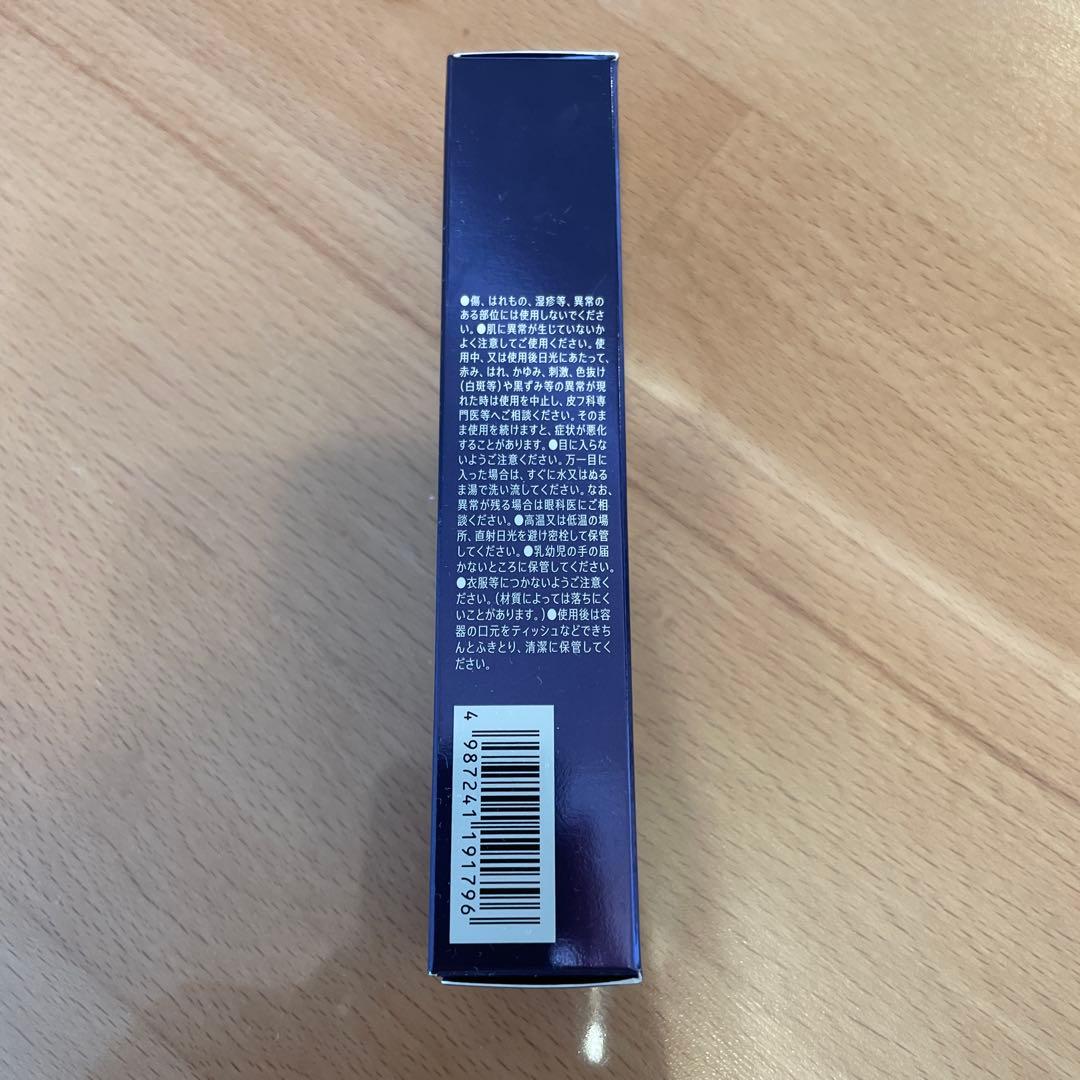 ●傷、はれもの、湿疹等、異常の
ある部位には使用しないでくださ
い。●肌に異常が生じていないか
よく注意してご使用ください。使
用中、又は使用後日光にあたって、
赤み、はれ、かゆみ、刺激、色抜け
(白斑等)や黒ずみ等の異常が現
れた時は使用を中止し、皮フ科専
門医等へご相談ください。そのま
ま使用を続けますと、症状が悪化
することがあります。●目に入らな
いようご注意ください。万一目に
入った場合は、すぐに水又はぬる
ま湯で洗い流してください。なお、
異常が残る場合は眼科医にご相
談ください。●高温又は低温の場
所、直射日光を避け密栓して保管
してください。●乳幼児の手の届
かないところに保管してください。
●衣服等につかないようご注意く
ださい。(材質によっては落ちにく
いことがあります。)●使用後は容
器の口元をティッシュなどできち
んとふきとり、清潔に保管してく
ださい。
4 987241 191796